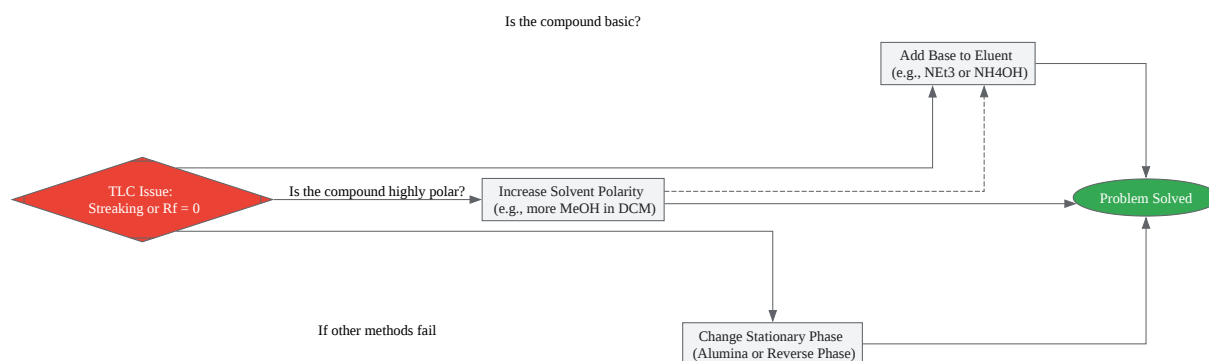 Is the compound basic?
Add Base to Eluent
(e.g., NEt3 or NH4OH)
TLC Issue:
Streaking or Rf = 0
Is the compound highly polar?
Increase Solvent Polarity
(e.g., more MeOH in DCM)
Problem Solved
If other methods fail
Change Stationary Phase
(Alumina or Reverse Phase)